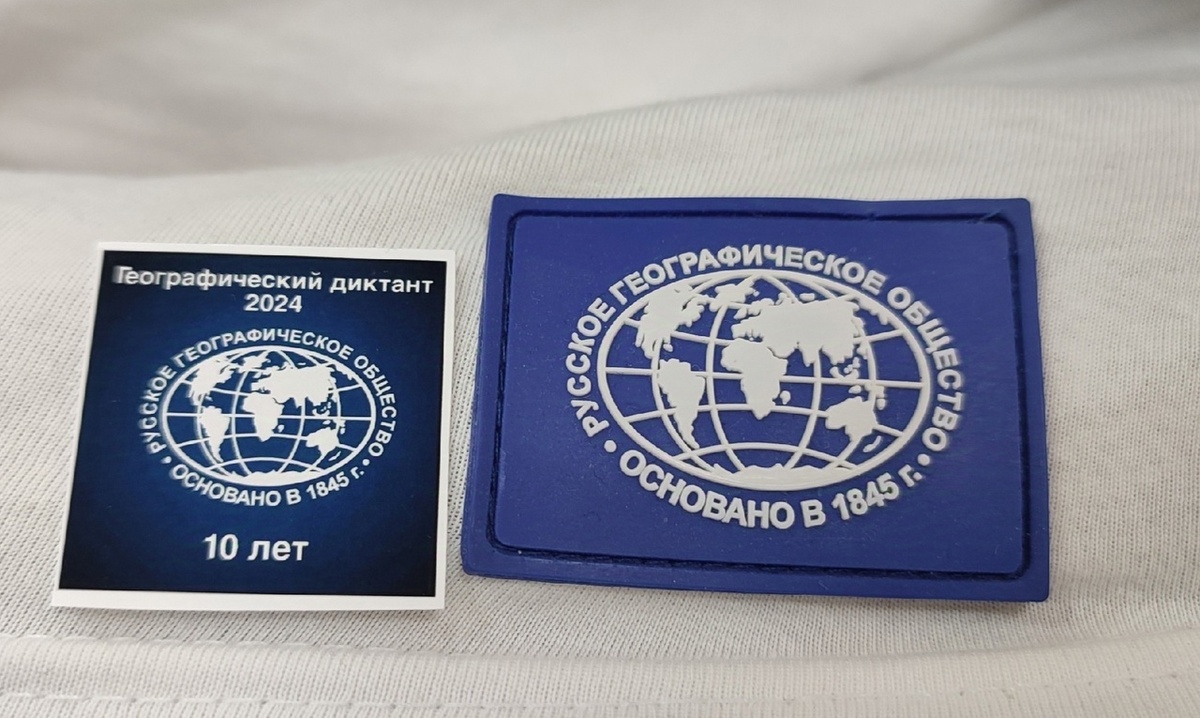 Географический диктант
2024
РУССКОЕ ГЕОГРАФИЧЕСКОЕ ОБЩЕСТВО
• ОСНОВАНО В 1845 г. •
10 лет
РУССКОЕ ГЕОГРАФИЧЕСКОЕ ОБЩЕСТВО
• ОСНОВАНО В 1845 г. •